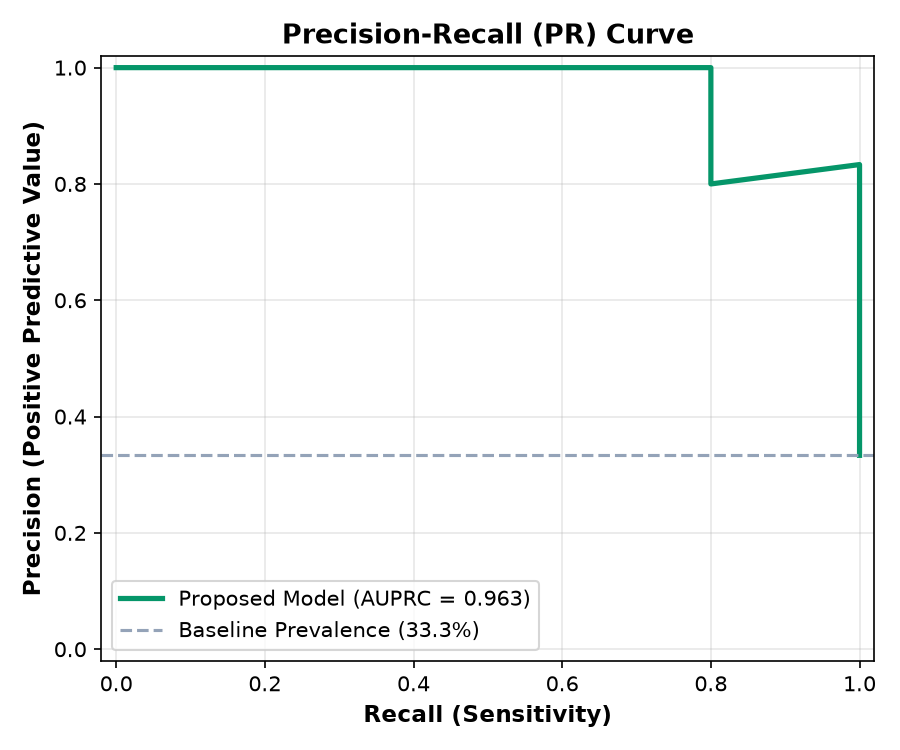 Precision-Recall (PR) Curve
Precision (Positive Predictive Value)
1.0
0.8
0.6
0.4
0.2
0.0
Proposed Model (AUPRC = 0.963)
Baseline Prevalence (33.3%)
0.0 0.2 0.4 0.6 0.8 1.0
Recall (Sensitivity)